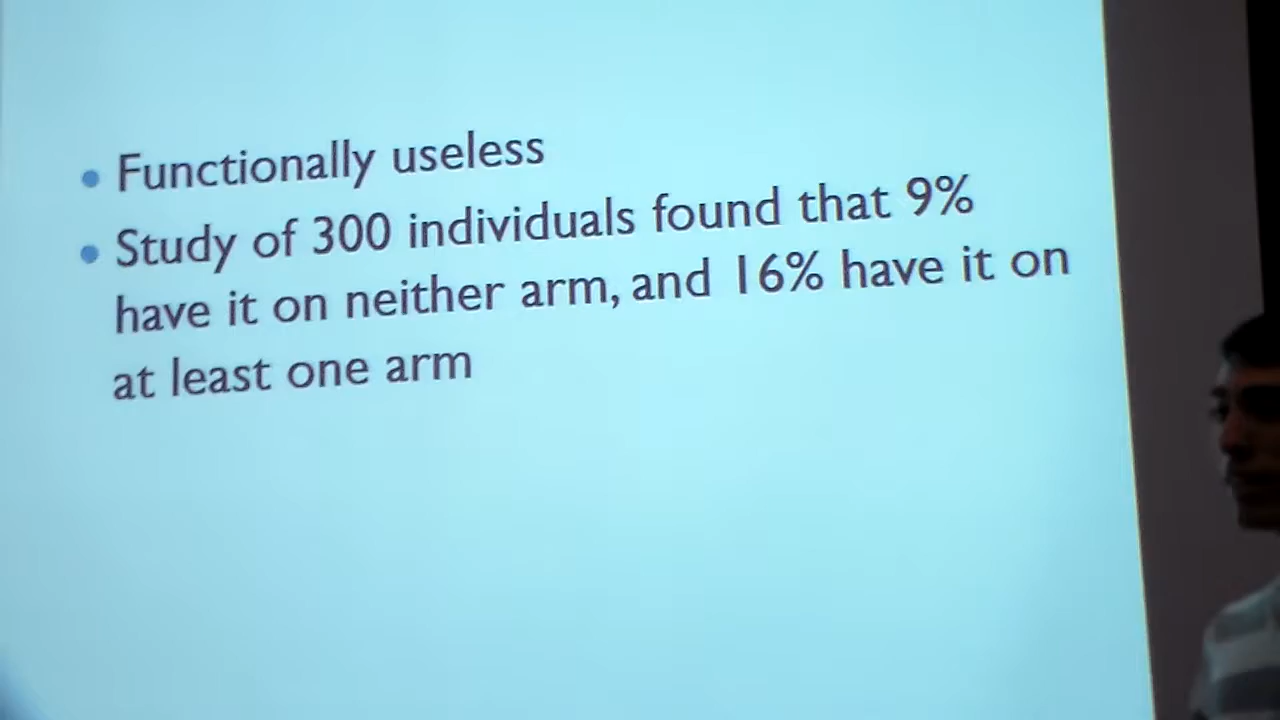 • Functionally useless
• Study of 300 individuals found that 9%
have it on neither arm, and 16% have it on
at least one arm